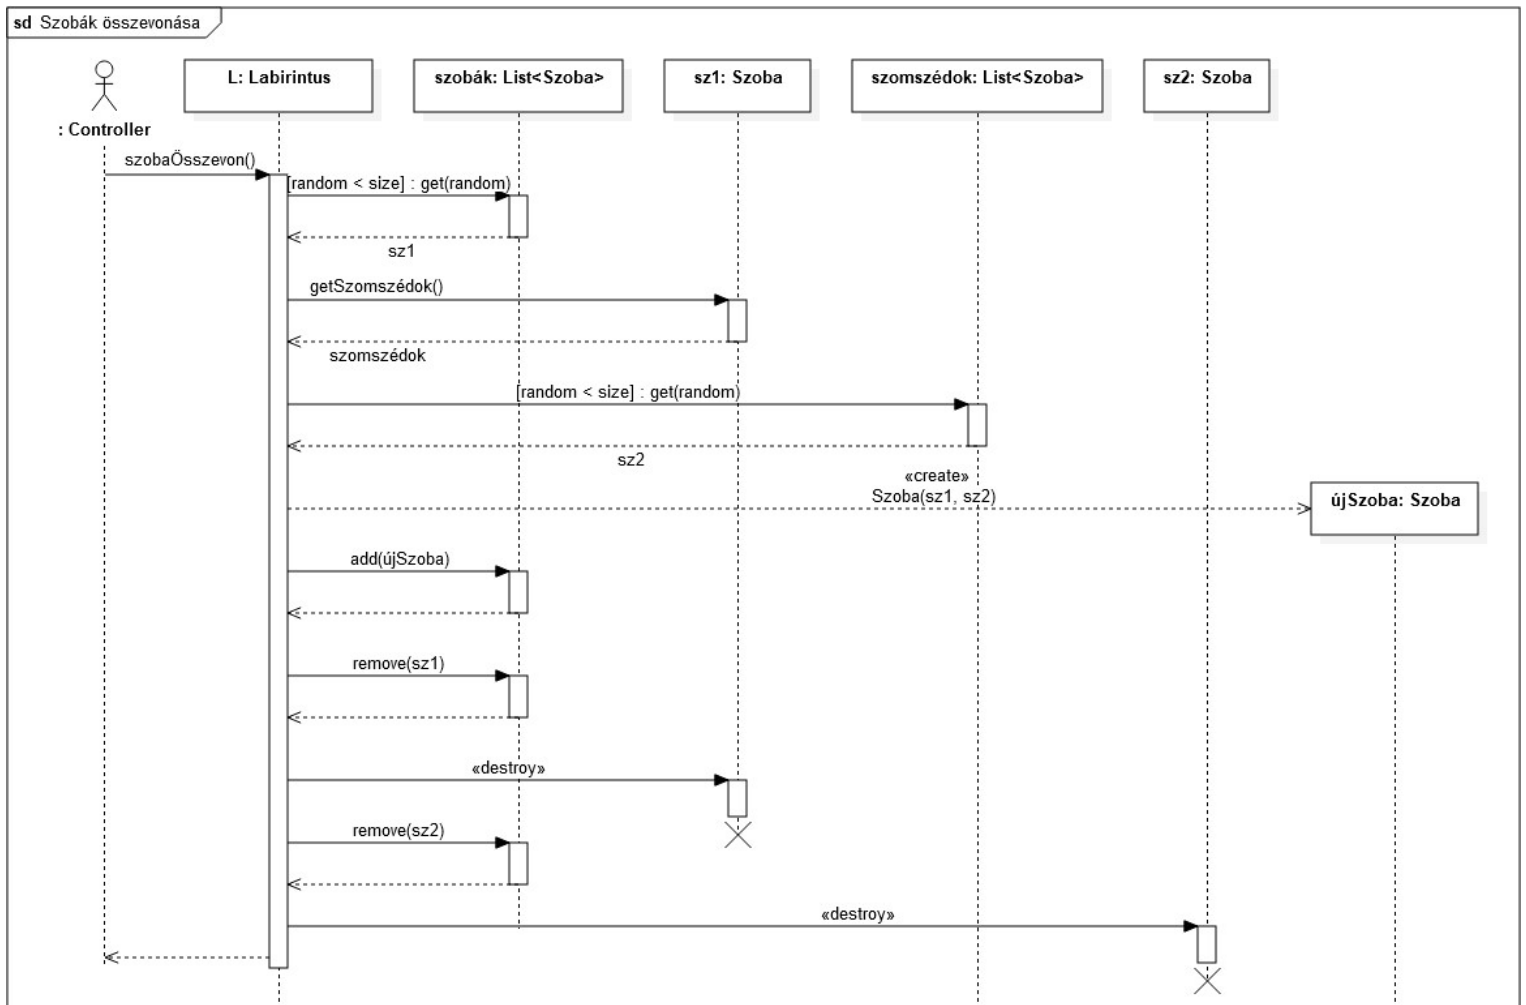 sd Szobák összevonása
L: Labirintus
szobák: List<Szoba>
sz1: Szoba
szomszédok: List<Szoba>
sz2: Szoba
: Controller
szobaÖsszevon()
[random < size] : get(random)
sz1
getSzomszédok()
szomszédok
[random < size] : get(random)
sz2
«create»
Szoba(sz1, sz2)
újSzoba: Szoba
add(újSzoba)
remove(sz1)
«destroy»
remove(sz2)
«destroy»